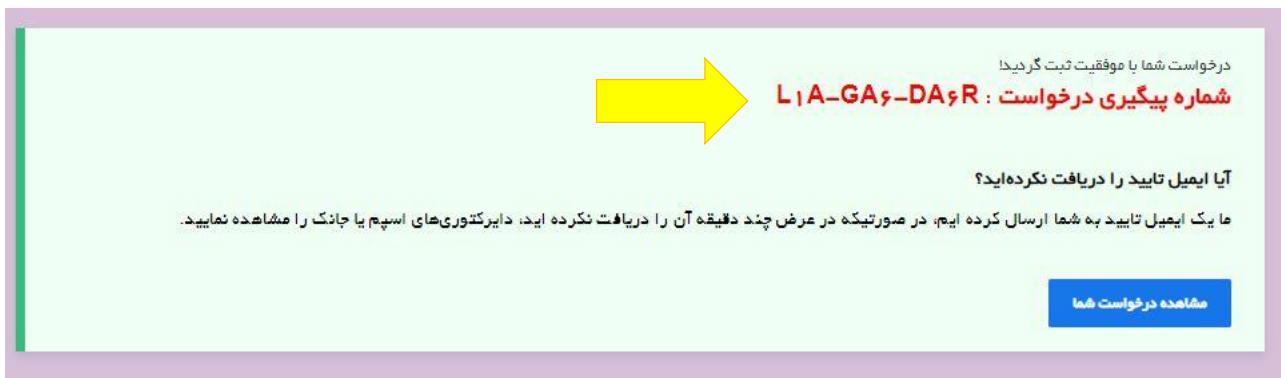 درخواست شما با موفقیت ثبت گردید!
شماره پیگیری درخواست : L۱A-GA۶-DA۶R
آیا ایمیل تایید را دریافت نکرده‌اید؟
ما یک ایمیل تایید به شما ارسال کرده ایم، در صورتیکه در عرض چند دقیقه آن را دریافت نکرده اید، دایرکتوری‌های اسپم یا جانک را مشاهده نمایید.
مشاهده درخواست شما